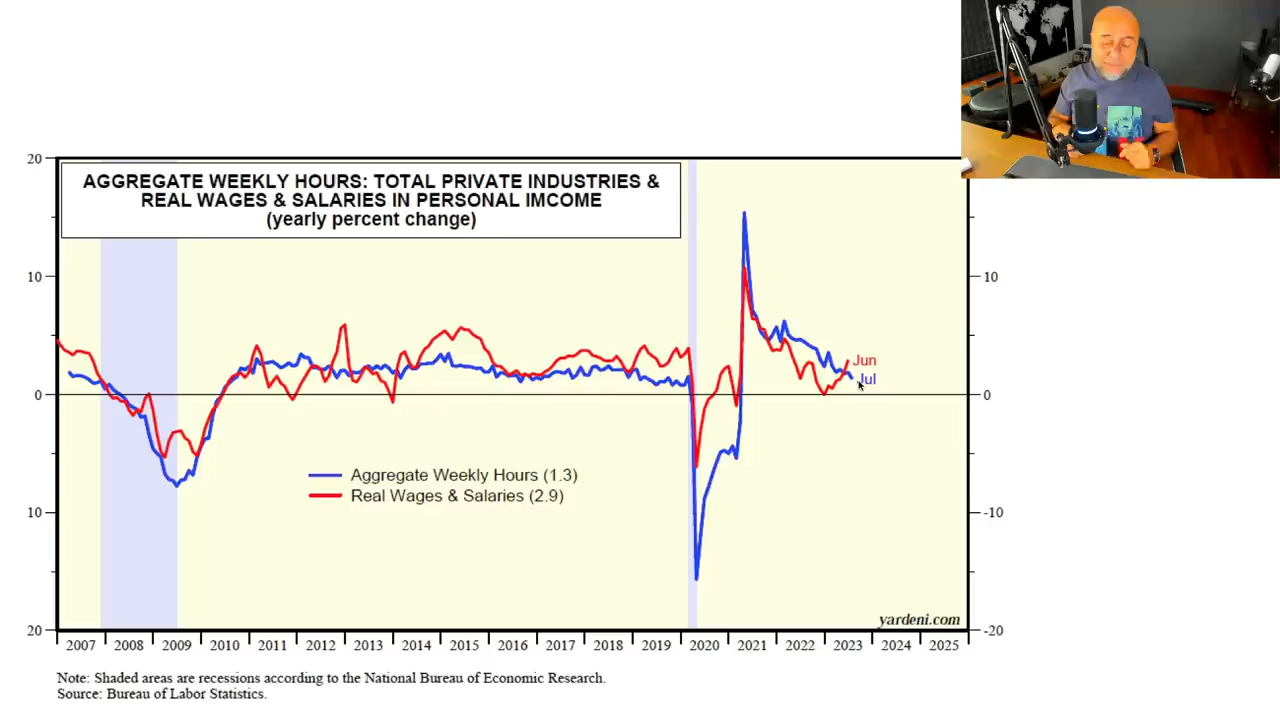 AGGREGATE WEEKLY HOURS: TOTAL PRIVATE INDUSTRIES &
REAL WAGES & SALARIES IN PERSONAL IMCOME
(yearly percent change)
20
10
0
10
20
10
0
-10
-20
Jun
Jul
Aggregate Weekly Hours (1.3)
Real Wages & Salaries (2.9)
yardeni.com
2007 2008 2009 2010 2011 2012 2013 2014 2015 2016 2017 2018 2019 2020 2021 2022 2023 2024 2025
Note: Shaded areas are recessions according to the National Bureau of Economic Research.
Source: Bureau of Labor Statistics.